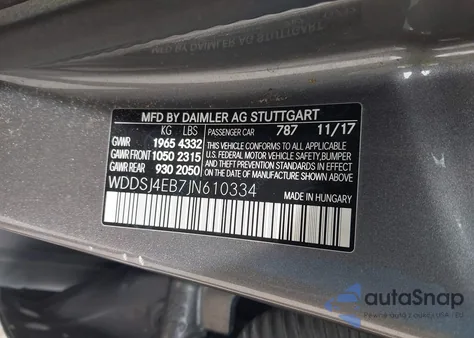 MFD BY DAIMLER AG STUTTGART
KG LBS
GVWR 1965 4332
GAWR FRONT 1050 2315
GAWR REAR 930 2050
PASSENGER CAR 787 11/17
THIS VEHICLE CONFORMS TO ALL APPLICABLE
U.S. FEDERAL MOTOR VEHICLE SAFETY, BUMPER
AND THEFT PREVENTION STANDARDS IN EFFECT
ON THE DATE OF MANUFACTURE SHOWN ABOVE.
WDDSJ4EB7JN610334
MADE IN HUNGARY
autoSnap